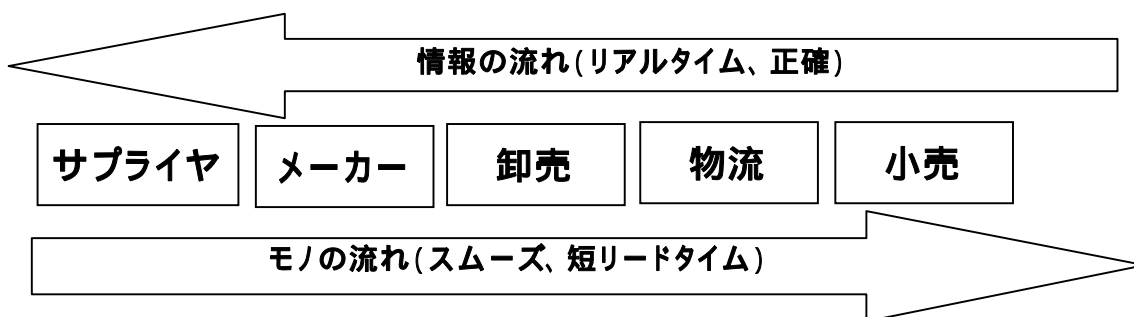 情報の流れ(リアルタイム、正確)
サプライヤ メーカー 卸売 物流 小売
モノの流れ(スムーズ、短リードタイム)